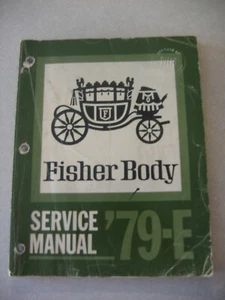 Fisher Body
SERVICE
MANUAL '79-E